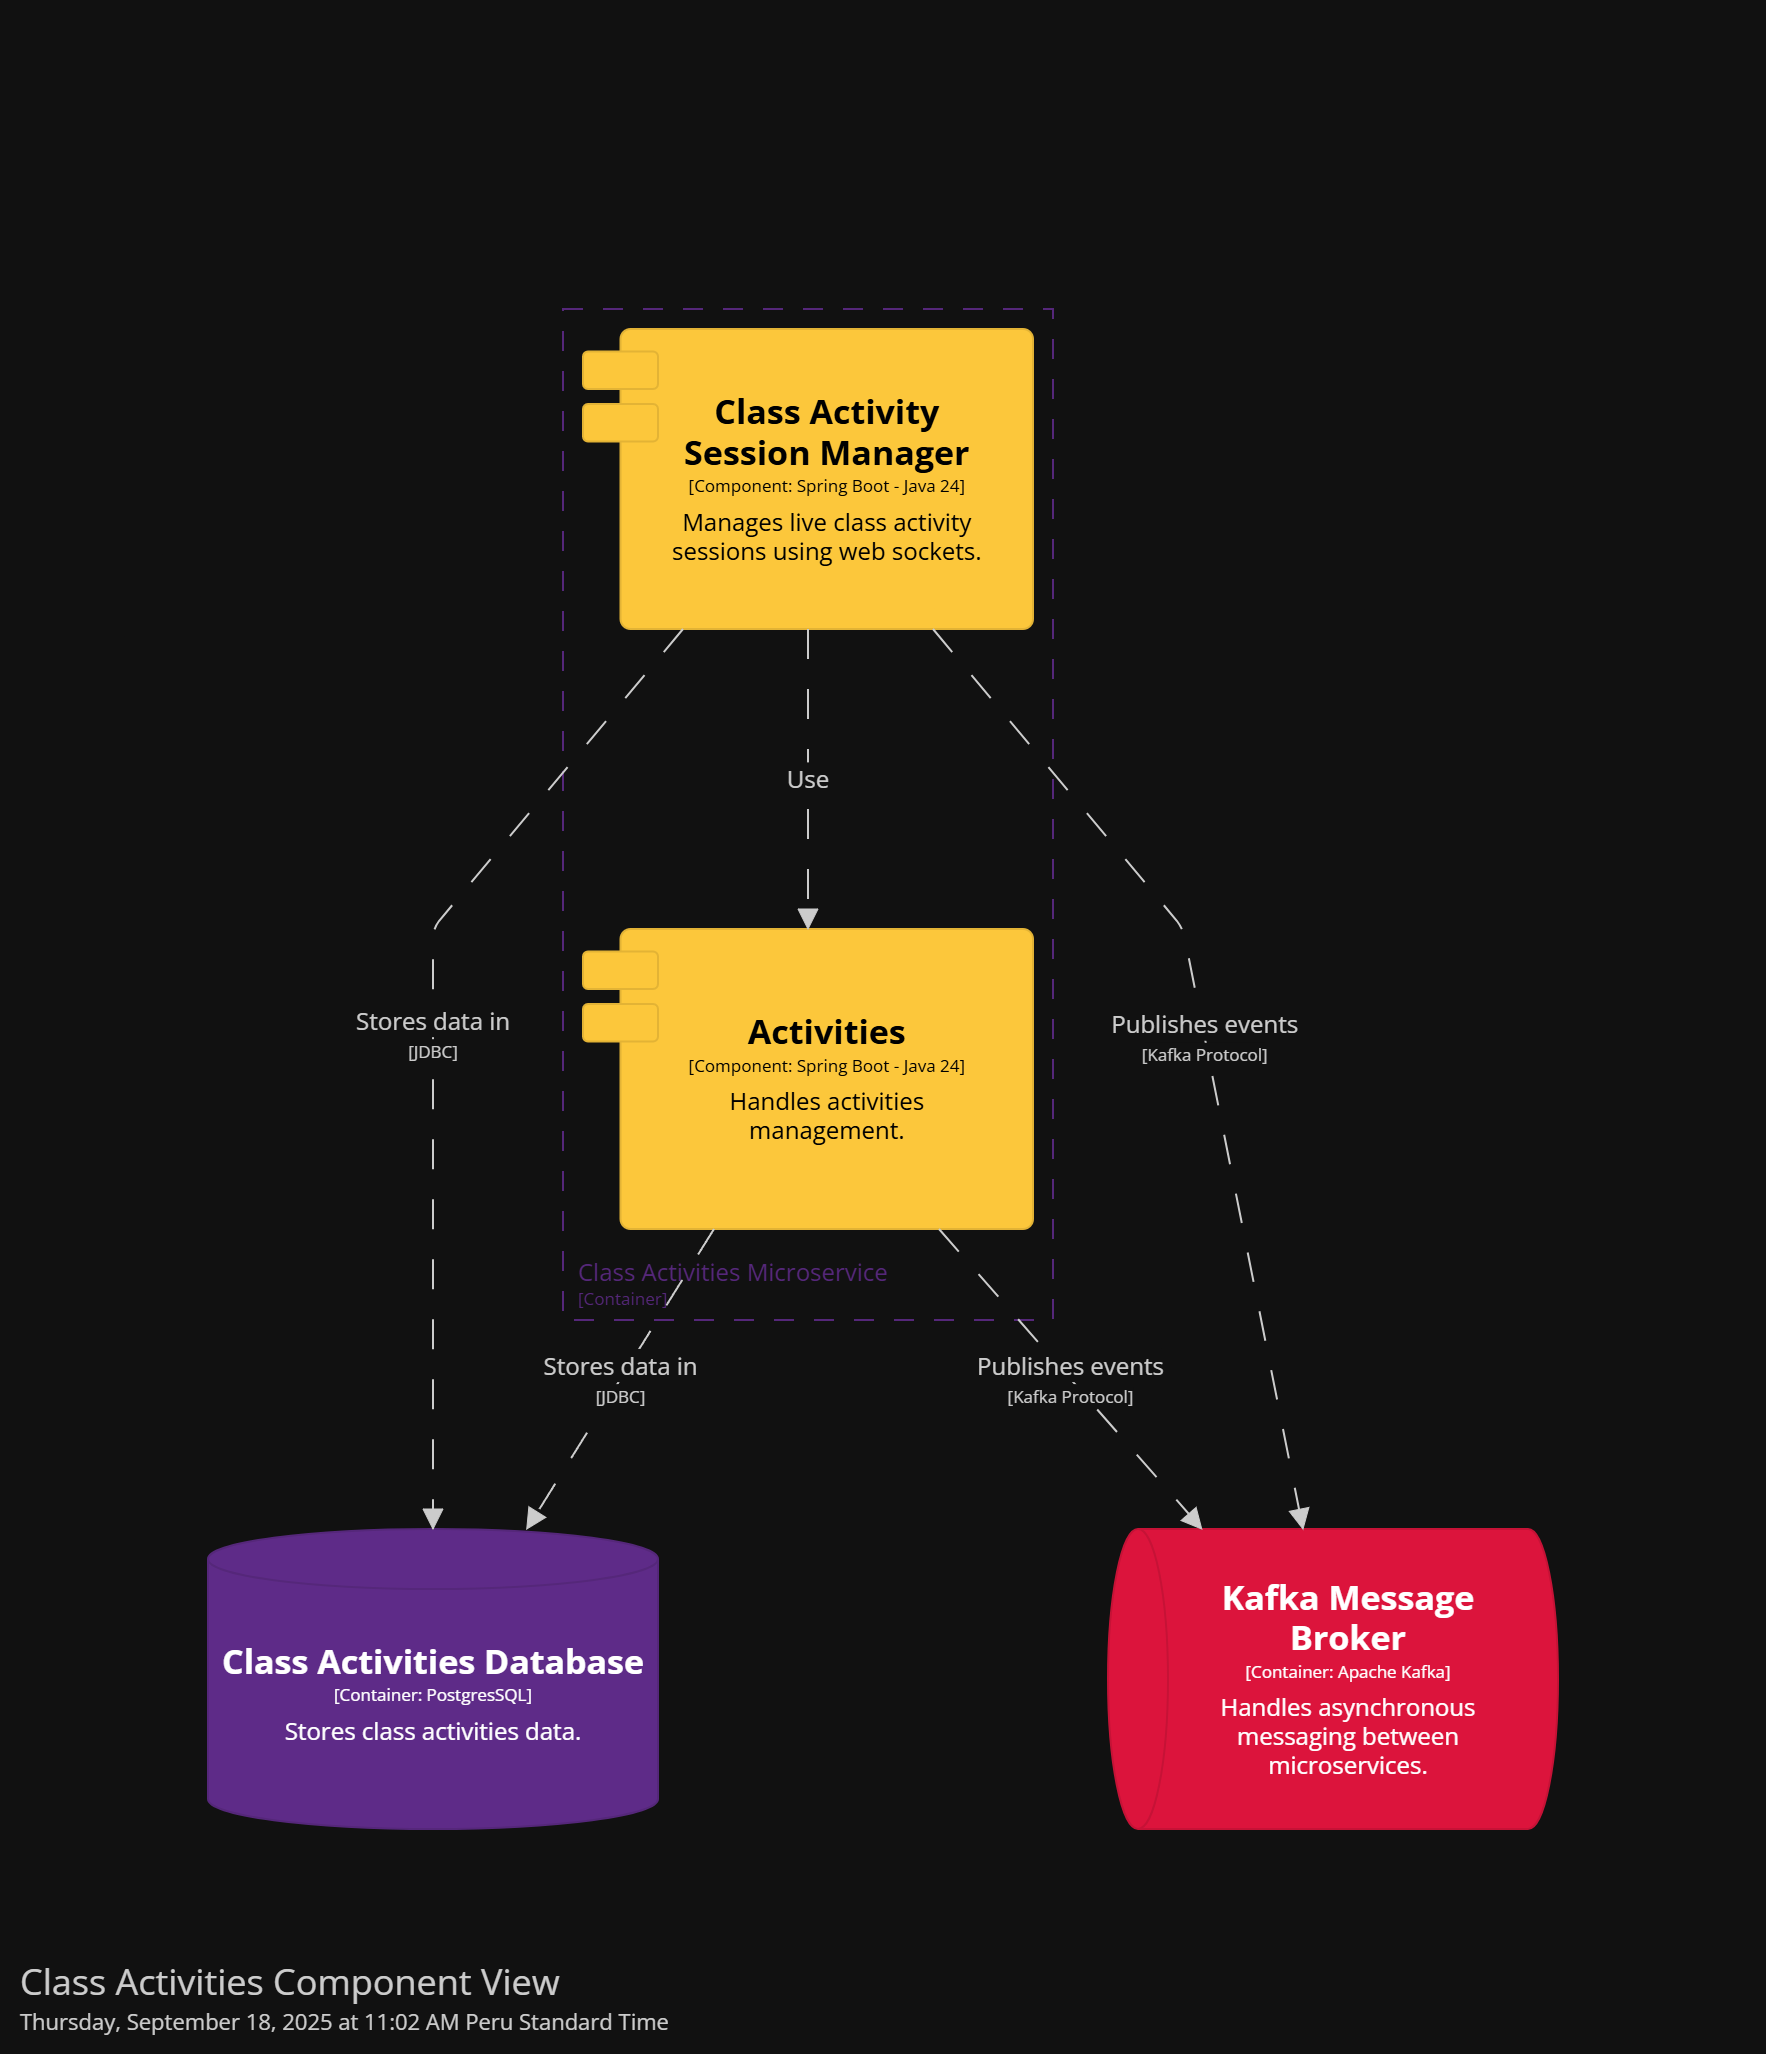 Class Activity
Session Manager
[Component: Spring Boot - Java 24]
Manages live class activity
sessions using web sockets.
Use
Stores data in
[JDBC]
Publishes events
[Kafka Protocol]
Activities
[Component: Spring Boot - Java 24]
Handles activities
management.
Class Activities Microservice
[Container]
Stores data in
[JDBC]
Publishes events
[Kafka Protocol]
Class Activities Database
[Container: PostgresSQL]
Stores class activities data.
Kafka Message
Broker
[Container: Apache Kafka]
Handles asynchronous
messaging between
microservices.
Class Activities Component View
Thursday, September 18, 2025 at 11:02 AM Peru Standard Time